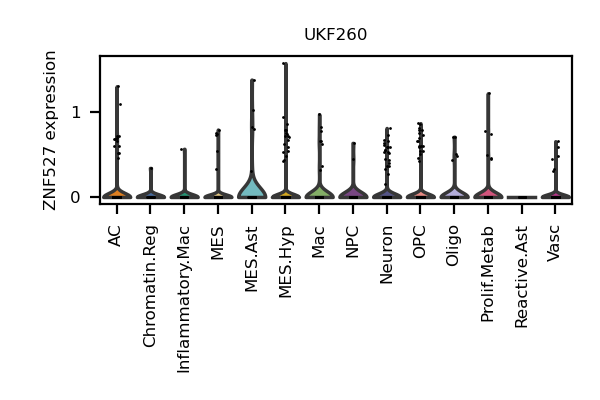 UKF260
ZNF527 expression
1
0
AC
Chromatin.Reg
Inflammatory.Mac
MES
MES.Ast
MES.Hyp
Mac
NPC
Neuron
OPC
Oligo
Prolif.Metab
Reactive.Ast
Vasc